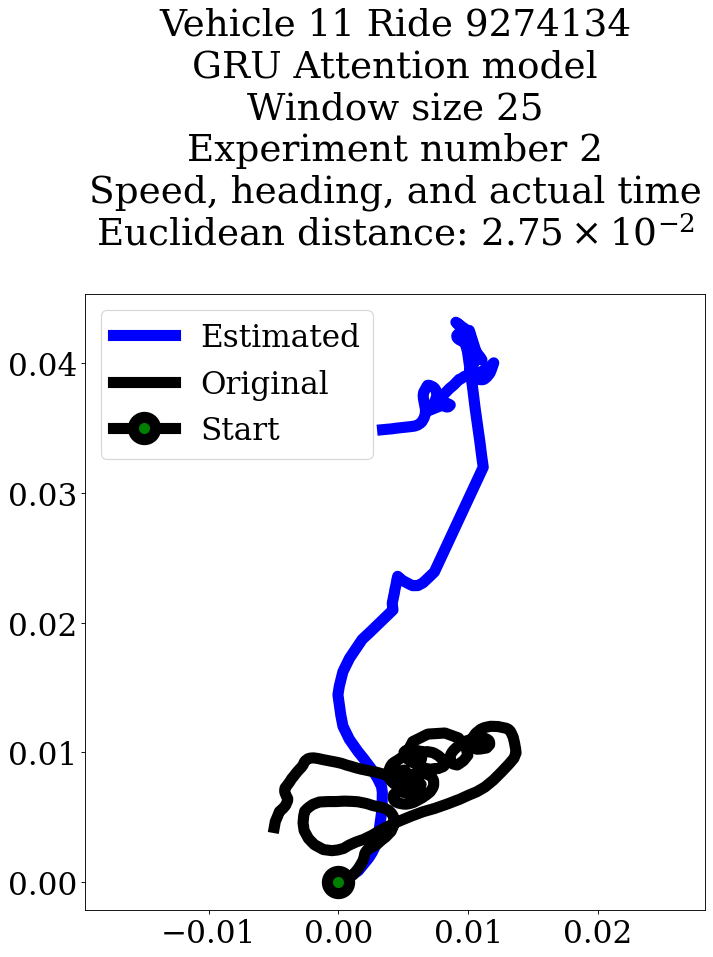 Vehicle 11 Ride 9274134
GRU Attention model
Window size 25
Experiment number 2
Speed, heading, and actual time
Euclidean distance: 2.75 × 10⁻²
Estimated
Original
Start
0.04
0.03
0.02
0.01
0.00
−0.01 0.00 0.01 0.02